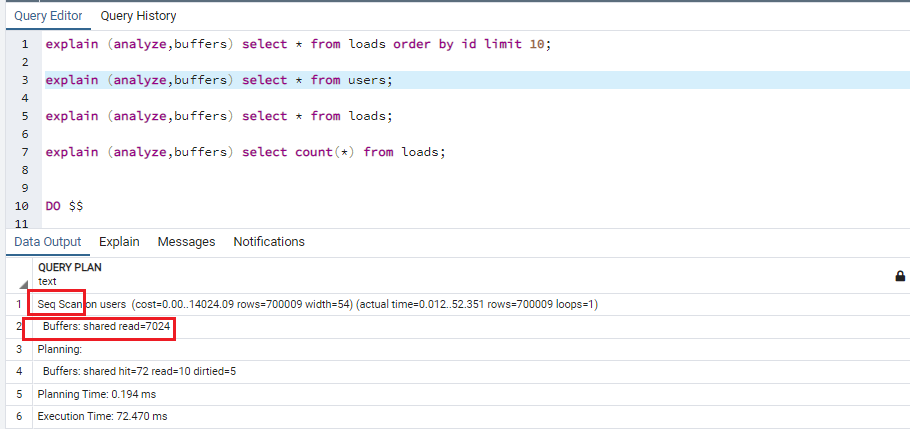 Query Editor Query History
1 explain (analyze,buffers) select * from loads order by id limit 10;
2
3 explain (analyze,buffers) select * from users;
4
5 explain (analyze,buffers) select * from loads;
6
7 explain (analyze,buffers) select count(*) from loads;
8
9
10 DO $$
11
Data Output Explain Messages Notifications
QUERY PLAN
text
1 Seq Scan on users (cost=0.00..14024.09 rows=700009 width=54) (actual time=0.012..52.351 rows=700009 loops=1)
2 Buffers: shared read=7024
3 Planning:
4 Buffers: shared hit=72 read=10 dirtied=5
5 Planning Time: 0.194 ms
6 Execution Time: 72.470 ms